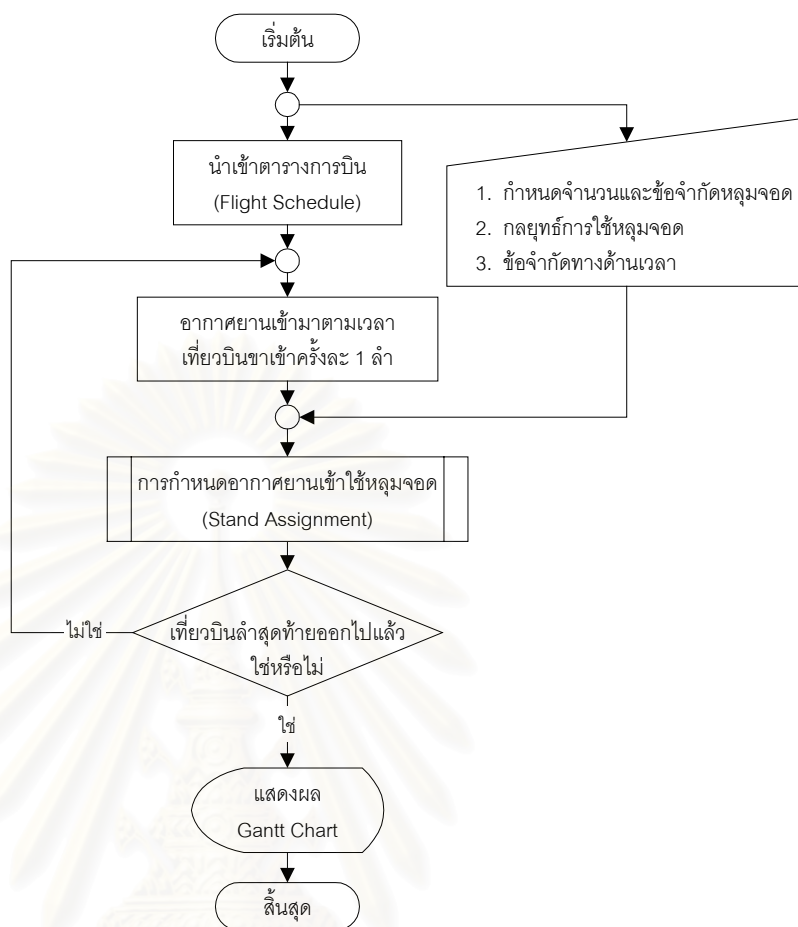 เริ่มต้น
นำเข้าตารางการบิน
(Flight Schedule)
1. กำหนดจำนวนและข้อจำกัดหลุมจอด
2. กลยุทธ์การใช้หลุมจอด
3. ข้อจำกัดทางด้านเวลา
อากาศยานเข้ามาตามเวลา
เที่ยวบินขาเข้าครั้งละ 1 ลำ
การกำหนดอากาศยานเข้าใช้หลุมจอด
(Stand Assignment)
ไม่ใช่
เที่ยวบินลำสุดท้ายออกไปแล้ว
ใช่หรือไม่
ใช่
แสดงผล
Gantt Chart
สิ้นสุด